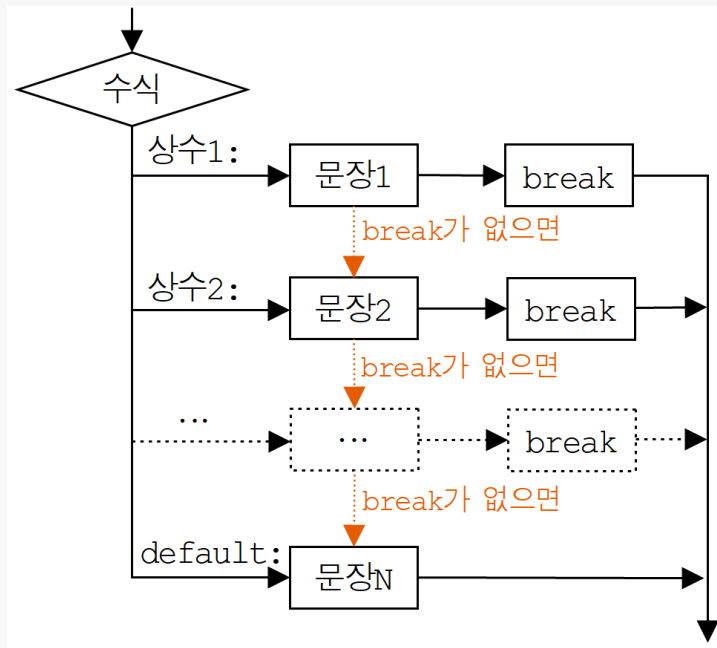 수식
상수1:
문장1
break
break가 없으면
상수2:
문장2
break
break가 없으면
...
...
break
break가 없으면
default:
문장N